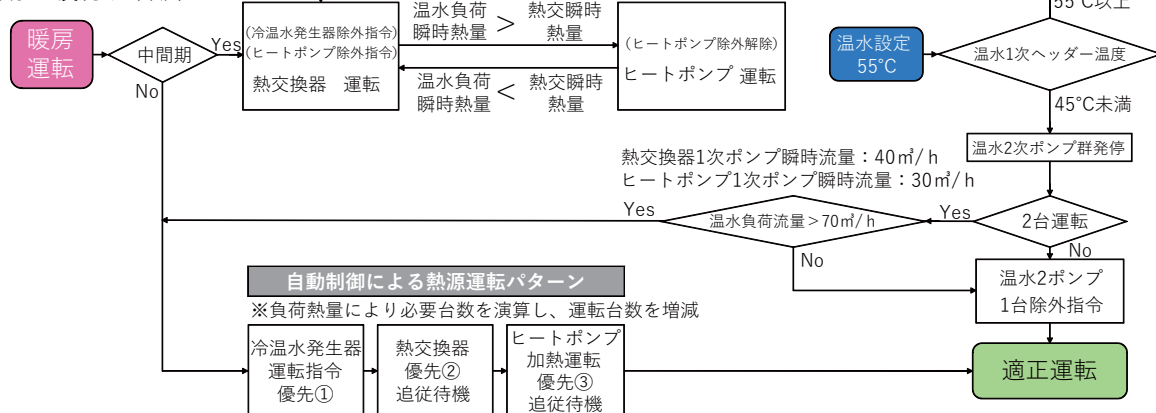 暖房
運転
中間期
Yes
No
(冷温水発生器除外指令)
(ヒートポンプ除外指令)
熱交換器 運転
温水負荷
瞬時熱量
>
熱交瞬時
熱量
温水負荷
瞬時熱量
<
熱交瞬時
熱量
(ヒートポンプ除外解除)
ヒートポンプ 運転
温水設定
55℃
55℃以上
温水1次ヘッダー温度
45℃未満
温水2次ポンプ群発停
熱交換器1次ポンプ瞬時流量：40㎥/h
ヒートポンプ1次ポンプ瞬時流量：30㎥/h
Yes
温水負荷流量＞70㎥/h
Yes
2台運転
No
No
温水2ポンプ
1台除外指令
自動制御による熱源運転パターン
※負荷熱量により必要台数を演算し、運転台数を増減
冷温水発生器
運転指令
優先①
熱交換器
優先②
追従待機
ヒートポンプ
加熱運転
優先③
追従待機
適正運転